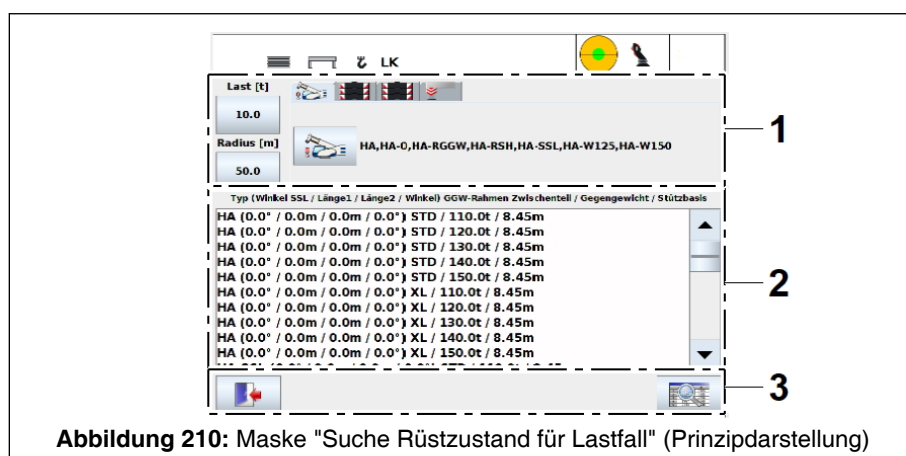 LK
Last [t]
10.0
Radius [m]
50.0
HA,HA-0,HA-RGGW,HA-RSH,HA-SSL,HA-W125,HA-W150
1
Typ (Winkel SSL / Länge1 / Länge2 / Winkel) GGW-Rahmen Zwischenteil / Gegengewicht / Stützbasis
HA (0.0° / 0.0m / 0.0m / 0.0°) STD / 110.0t / 8.45m
HA (0.0° / 0.0m / 0.0m / 0.0°) STD / 120.0t / 8.45m
HA (0.0° / 0.0m / 0.0m / 0.0°) STD / 130.0t / 8.45m
HA (0.0° / 0.0m / 0.0m / 0.0°) STD / 140.0t / 8.45m
HA (0.0° / 0.0m / 0.0m / 0.0°) STD / 150.0t / 8.45m
HA (0.0° / 0.0m / 0.0m / 0.0°) XL / 110.0t / 8.45m
HA (0.0° / 0.0m / 0.0m / 0.0°) XL / 120.0t / 8.45m
HA (0.0° / 0.0m / 0.0m / 0.0°) XL / 130.0t / 8.45m
HA (0.0° / 0.0m / 0.0m / 0.0°) XL / 140.0t / 8.45m
HA (0.0° / 0.0m / 0.0m / 0.0°) XL / 150.0t / 8.45m
2
3
Abbildung 210: Maske "Suche Rüstzustand für Lastfall" (Prinzipdarstellung)